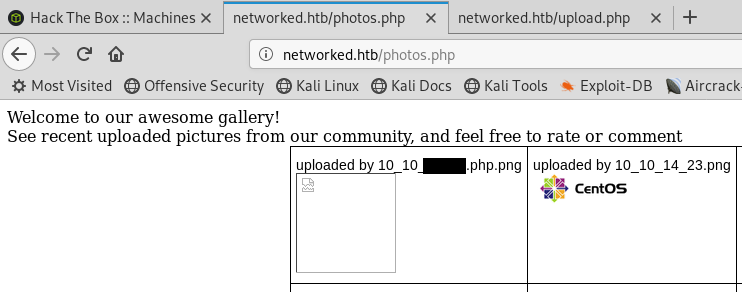 Hack The Box :: Machines
networked.htb/photos.php
networked.htb/upload.php
networked.htb/photos.php
Most Visited Offensive Security Kali Linux Kali Docs Kali Tools Exploit-DB Aircrack
Welcome to our awesome gallery!
See recent uploaded pictures from our community, and feel free to rate or comment
uploaded by 10_10_ .php.png
uploaded by 10_10_14_23.png
CentOS